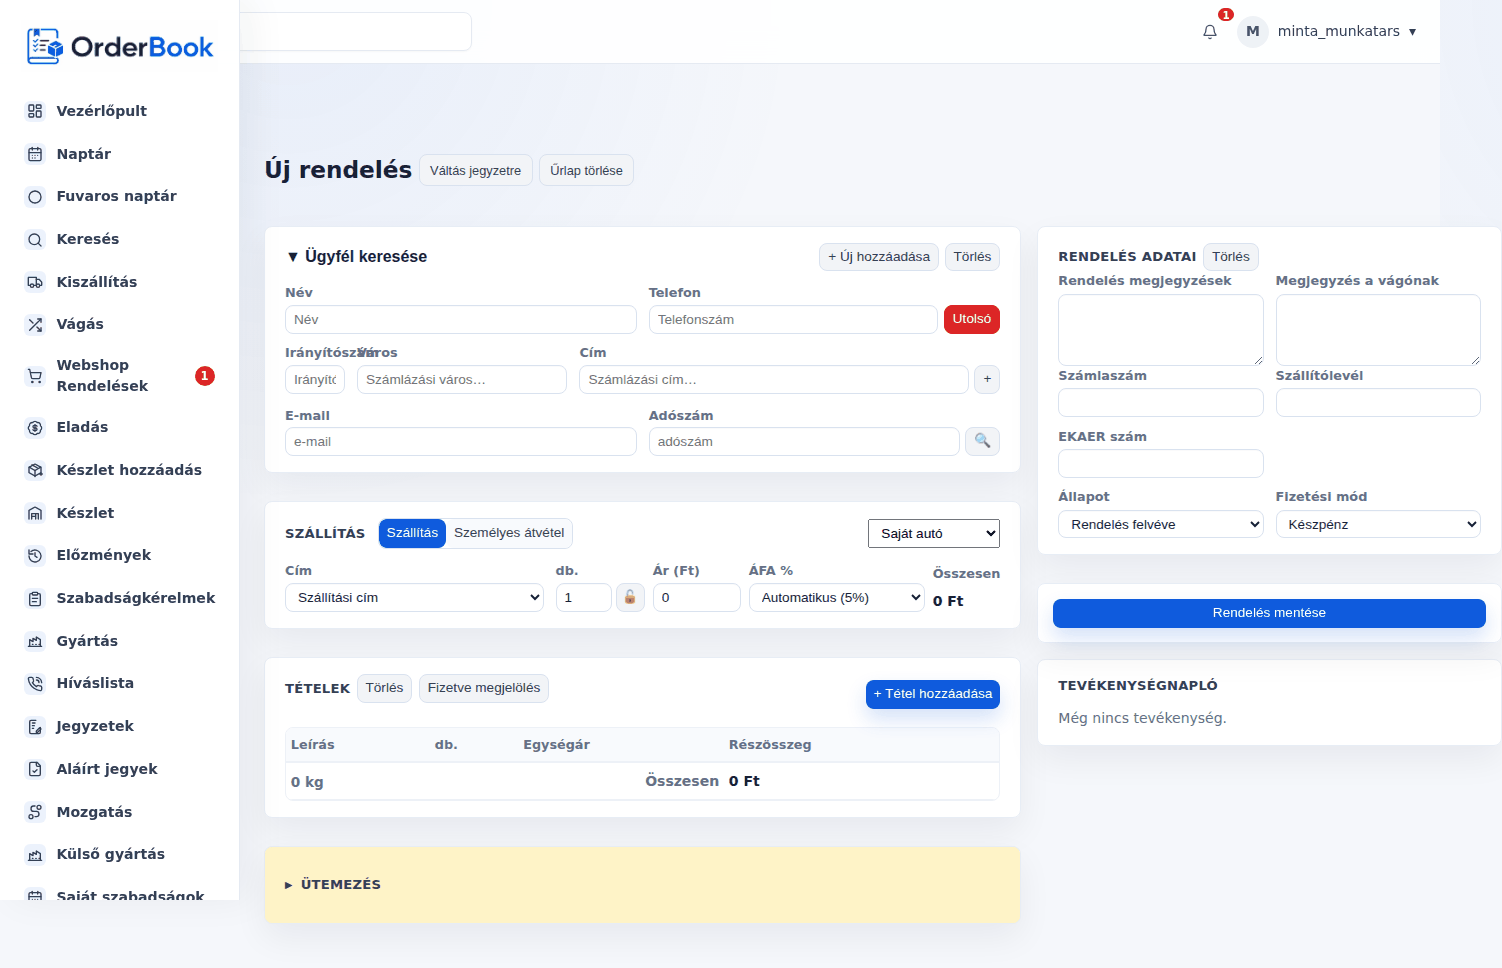 OrderBook
1
M
minta_munkatars ▼
Vezérlőpult
Naptár
Fuvaros naptár
Keresés
Kiszállítás
Vágás
Webshop
Rendelések
1
Eladás
Készlet hozzáadás
Készlet
Előzmények
Szabadságkérelmek
Gyártás
Híváslista
Jegyzetek
Aláírt jegyek
Mozgatás
Külső gyártás
Saját szabadságok
Új rendelés
Váltás jegyzetre
Űrlap törlése
▼ Ügyfél keresése
+ Új hozzáadása
Törlés
Név
Telefon
Név
Telefonszám
Utolsó
Irányítószám
Város
Cím
Irányító
Számlázási város…
Számlázási cím…
+
E-mail
Adószám
e-mail
adószám
SZÁLLÍTÁS
Szállítás
Személyes átvétel
Saját autó
Cím
db.
Ár (Ft)
ÁFA %
Összesen
Szállítási cím
1
0
Automatikus (5%)
0 Ft
TÉTELEK
Törlés
Fizetve megjelölés
+ Tétel hozzáadása
Leírás
db.
Egységár
Részösszeg
0 kg
Összesen
0 Ft
► ÜTEMEZÉS
RENDELÉS ADATAI
Törlés
Rendelés megjegyzések
Megjegyzés a vágónak
Számlaszám
Szállítólevél
EKAER szám
Állapot
Fizetési mód
Rendelés felvéve
Készpénz
Rendelés mentése
TEVÉKENYSÉGNAPLÓ
Még nincs tevékenység.